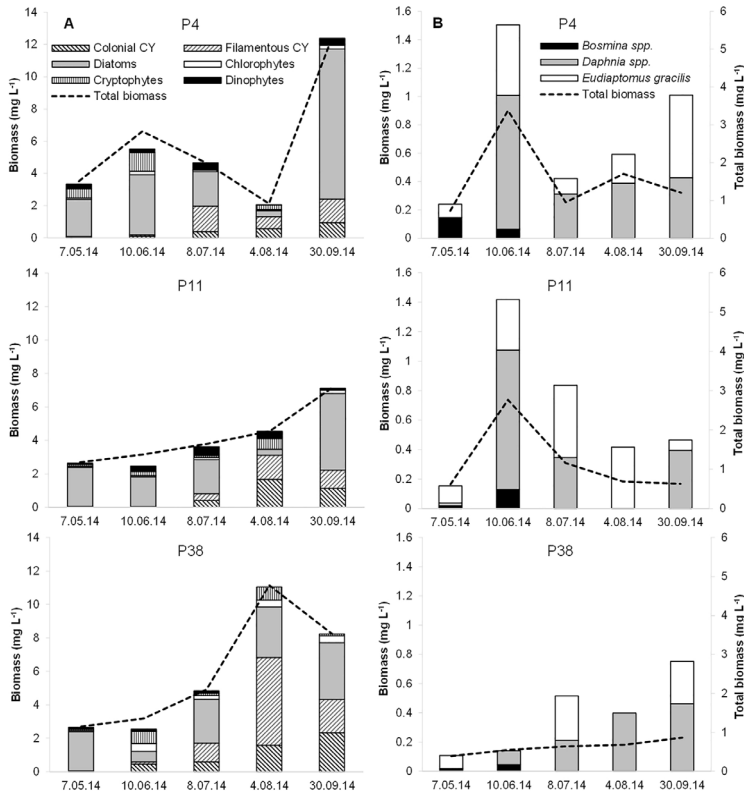 A
P4
Colonial CY
Filamentous CY
Diatoms
Chlorophytes
Cryptophytes
Dinophytes
Total biomass
Biomass (mg L-1)
14
12
10
8
6
4
2
0
7.05.14 10.06.14 8.07.14 4.08.14 30.09.14
B
P4
Bosmina spp.
Daphnia spp.
Eudiaptomus gracilis
Total biomass
Biomass (mg L-1)
1.6
1.4
1.2
1
0.8
0.6
0.4
0.2
0
Total biomass (mg L-1)
6
5
4
3
2
1
0
7.05.14 10.06.14 8.07.14 4.08.14 30.09.14
P11
Biomass (mg L-1)
14
12
10
8
6
4
2
0
7.05.14 10.06.14 8.07.14 4.08.14 30.09.14
P11
Biomass (mg L-1)
1.6
1.4
1.2
1
0.8
0.6
0.4
0.2
0
Total biomass (mg L-1)
6
5
4
3
2
1
0
7.05.14 10.06.14 8.07.14 4.08.14 30.09.14
P38
Biomass (mg L-1)
14
12
10
8
6
4
2
0
7.05.14 10.06.14 8.07.14 4.08.14 30.09.14
P38
Biomass (mg L-1)
1.6
1.4
1.2
1
0.8
0.6
0.4
0.2
0
Total biomass (mg L-1)
6
5
4
3
2
1
0
7.05.14 10.06.14 8.07.14 4.08.14 30.09.14